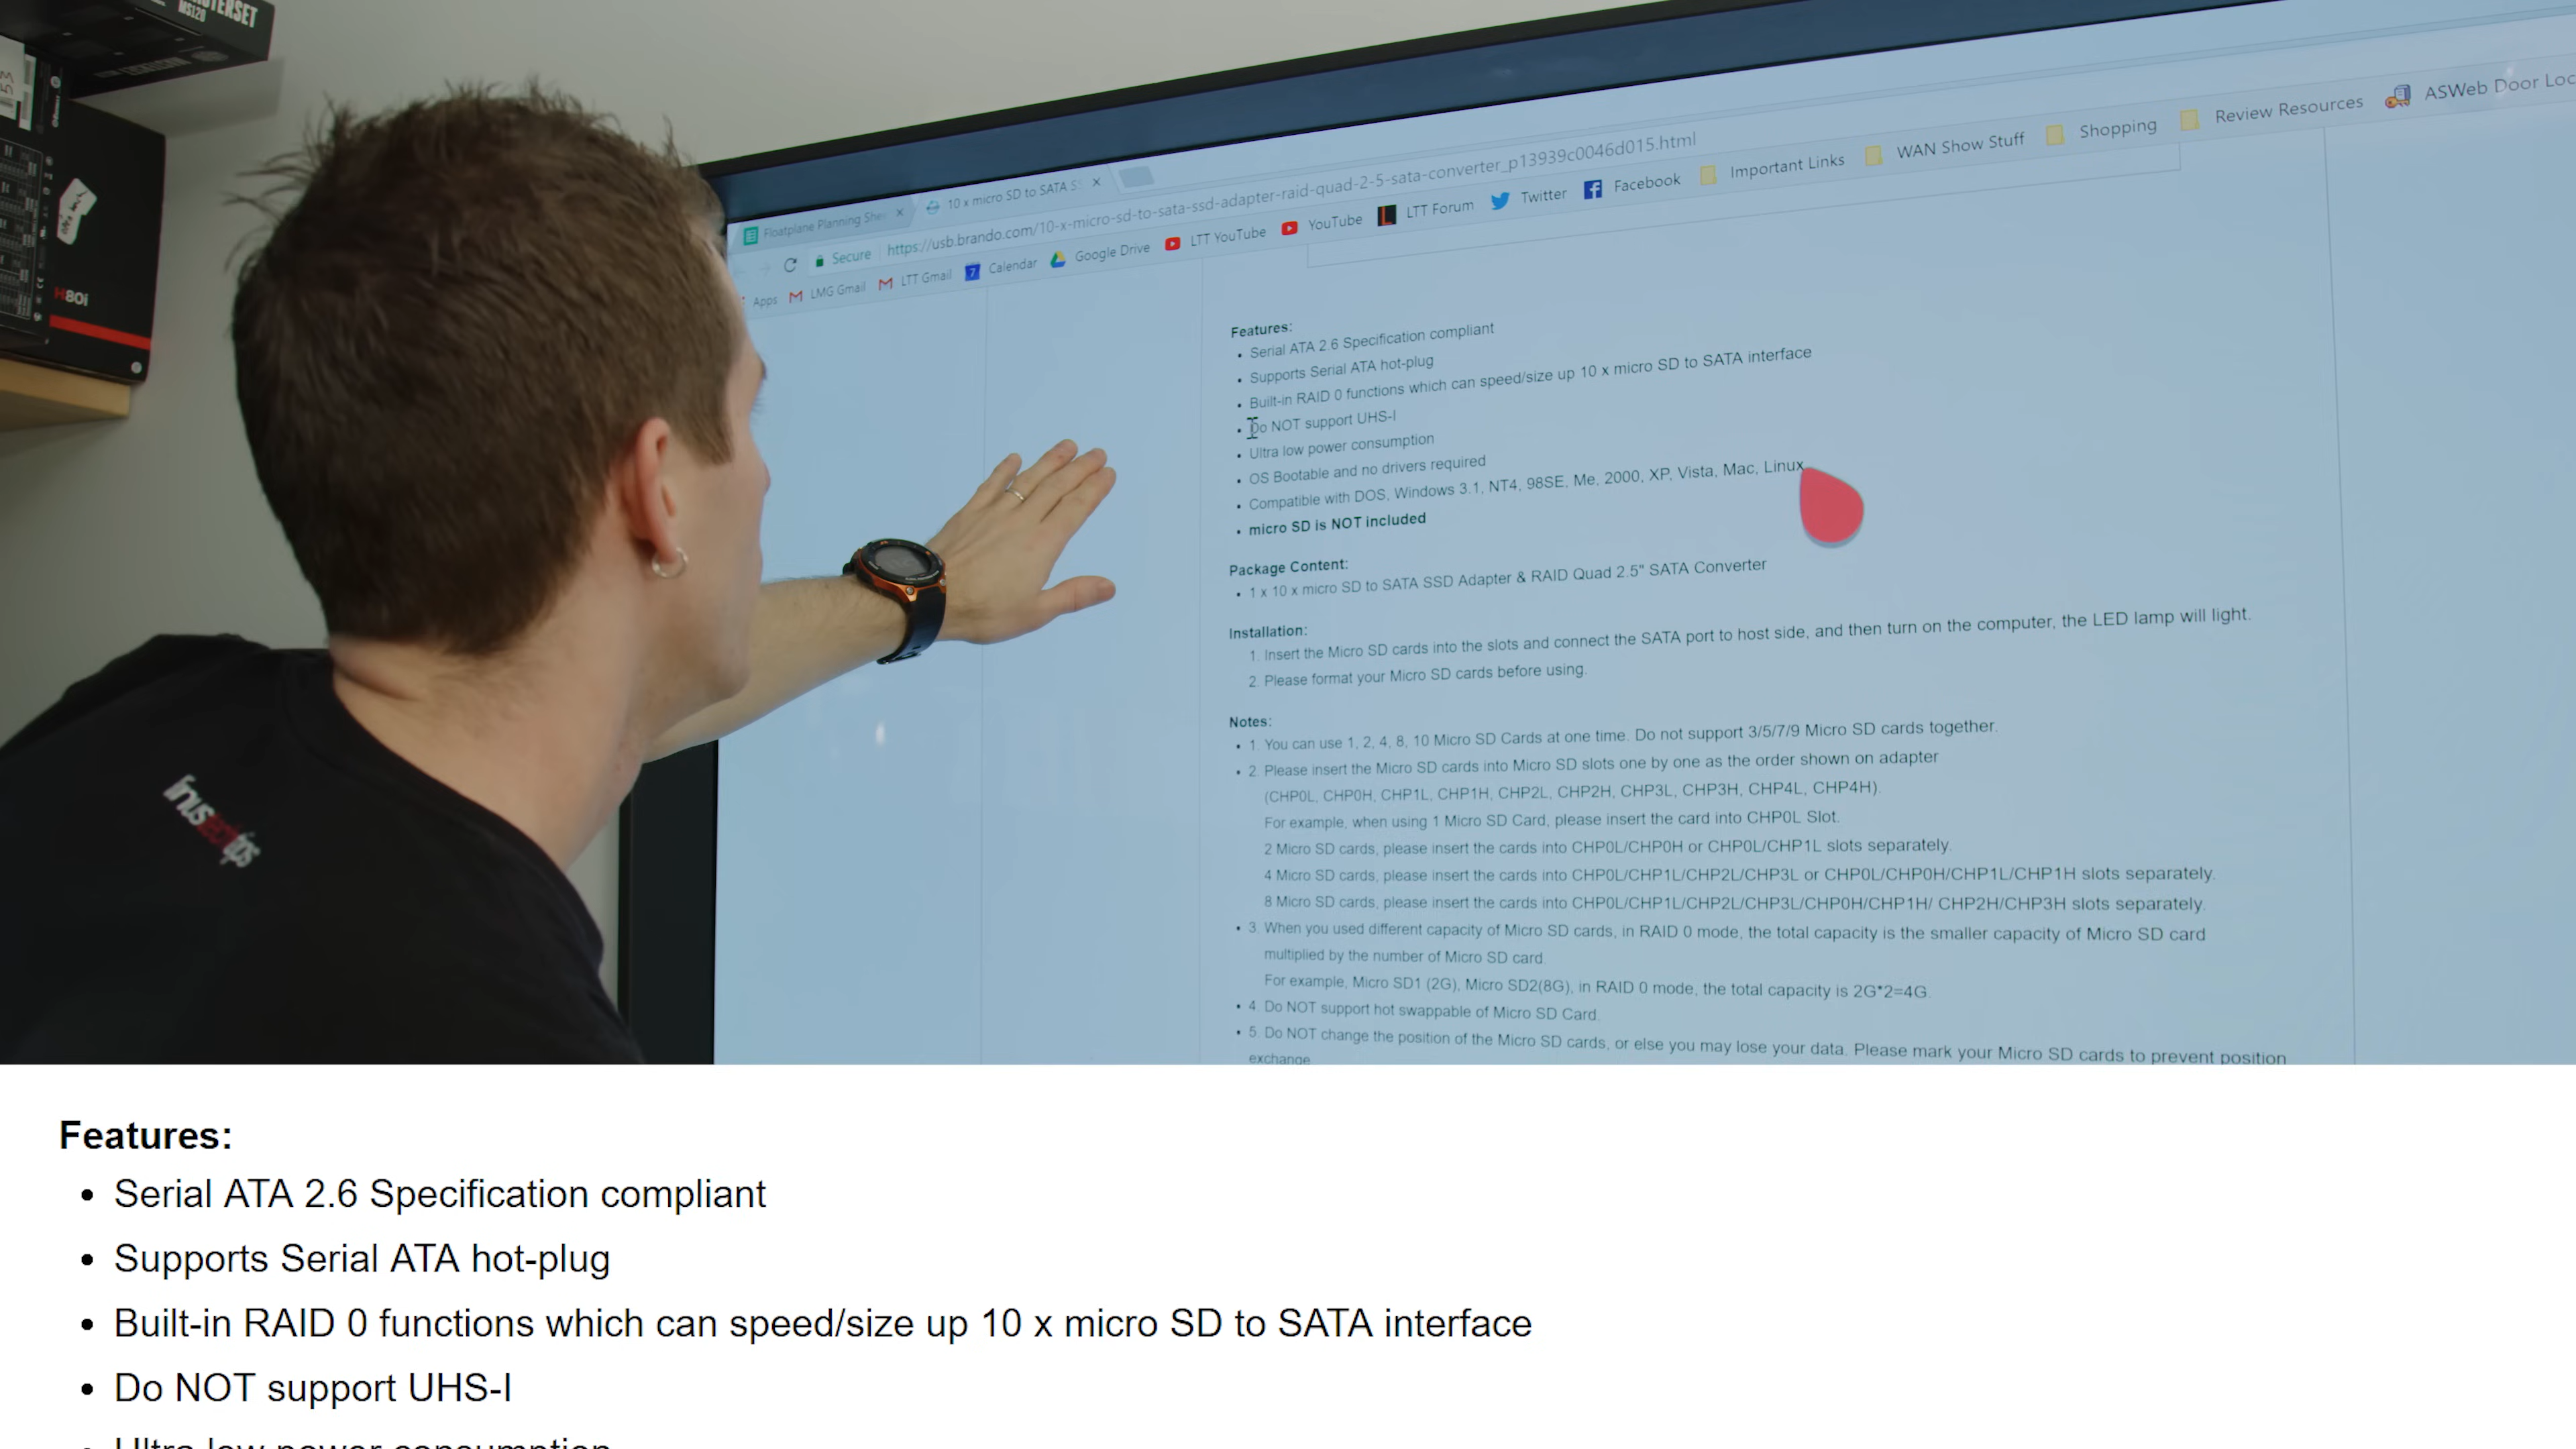 MS120
H80i
Floatplane Planning She
10 x micro SD to SATA S
Secure
https://usb.brando.com/10-x-micro-sd-to-sata-ssd-adapter-raid-quad-2-5-sata-converter_p13939c0046d015.html
Apps
LMG Gmail
LTT Gmail
7
Calendar
Google Drive
LTT YouTube
YouTube
LTT Forum
Twitter
Facebook
Important Links
WAN Show Stuff
Shopping
Review Resources
ASWeb Door Loc
Features:
• Serial ATA 2.6 Specification compliant
• Supports Serial ATA hot-plug
• Built-in RAID 0 functions which can speed/size up 10 x micro SD to SATA interface
• Do NOT support UHS-I
• Ultra low power consumption
• OS Bootable and no drivers required
• Compatible with DOS, Windows 3.1, NT4, 98SE, Me, 2000, XP, Vista, Mac, Linux
• micro SD is NOT included
Package Content:
• 1 x 10 x micro SD to SATA SSD Adapter & RAID Quad 2.5" SATA Converter
Installation:
1. Insert the Micro SD cards into the slots and connect the SATA port to host side, and then turn on the computer, the LED lamp will light.
2. Please format your Micro SD cards before using.
Notes:
• 1. You can use 1, 2, 4, 8, 10 Micro SD Cards at one time. Do not support 3/5/7/9 Micro SD cards together.
• 2. Please insert the Micro SD cards into Micro SD slots one by one as the order shown on adapter
(CHP0L, CHP0H, CHP1L, CHP1H, CHP2L, CHP2H, CHP3L, CHP3H, CHP4L, CHP4H).
For example, when using 1 Micro SD Card, please insert the card into CHP0L Slot.
2 Micro SD cards, please insert the cards into CHP0L/CHP0H or CHP0L/CHP1L slots separately.
4 Micro SD cards, please insert the cards into CHP0L/CHP1L/CHP2L/CHP3L or CHP0L/CHP0H/CHP1L/CHP1H slots separately.
8 Micro SD cards, please insert the cards into CHP0L/CHP1L/CHP2L/CHP3L/CHP0H/CHP1H/ CHP2H/CHP3H slots separately.
• 3. When you used different capacity of Micro SD cards, in RAID 0 mode, the total capacity is the smaller capacity of Micro SD card
multiplied by the number of Micro SD card.
For example, Micro SD1 (2G), Micro SD2(8G), in RAID 0 mode, the total capacity is 2G*2=4G.
• 4. Do NOT support hot swappable of Micro SD Card.
• 5. Do NOT change the position of the Micro SD cards, or else you may lose your data. Please mark your Micro SD cards to prevent position
exchange
linustechtips
Features:
• Serial ATA 2.6 Specification compliant
• Supports Serial ATA hot-plug
• Built-in RAID 0 functions which can speed/size up 10 x micro SD to SATA interface
• Do NOT support UHS-I
• Ultra low power consumption